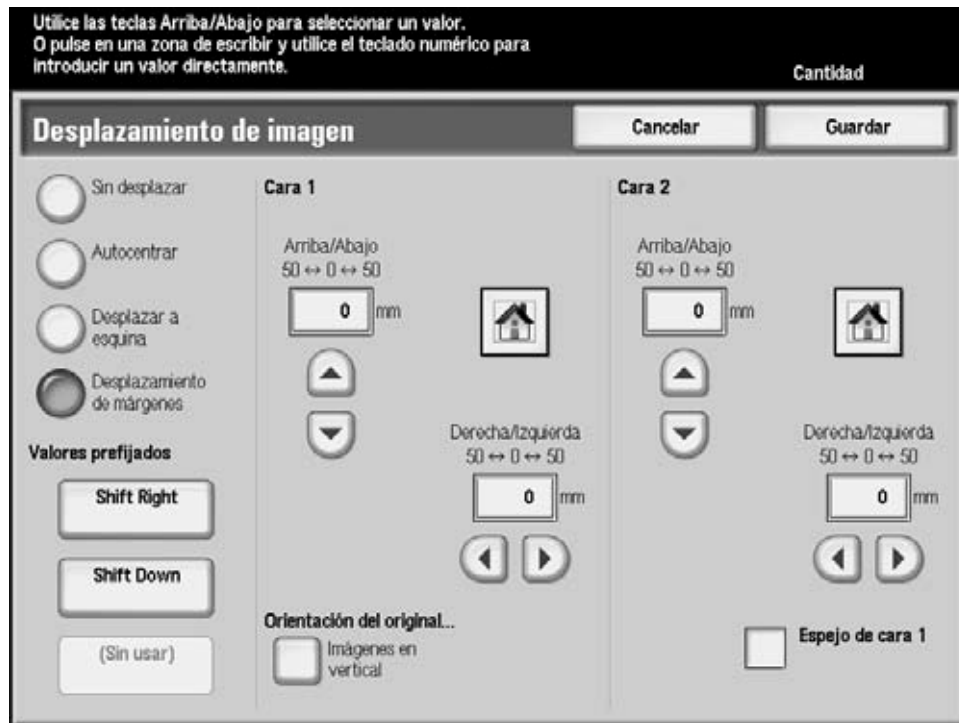 Utilice las teclas Arriba/Abajo para seleccionar un valor.
O pulse en una zona de escribir y utilice el teclado numérico para
introducir un valor directamente.
Cantidad
Desplazamiento de imagen
Cancelar
Guardar
Sin desplazar
Autocentrar
Desplazar a
esquina
Desplazamiento
de márgenes
Valores prefijados
Shift Right
Shift Down
(Sin usar)
Cara 1
Arriba/Abajo
50 ↔ 0 ↔ 50
0 mm
Derecha/Izquierda
50 ↔ 0 ↔ 50
0 mm
Orientación del original...
Imágenes en
vertical
Cara 2
Arriba/Abajo
50 ↔ 0 ↔ 50
0 mm
Derecha/Izquierda
50 ↔ 0 ↔ 50
0 mm
Espejo de cara 1